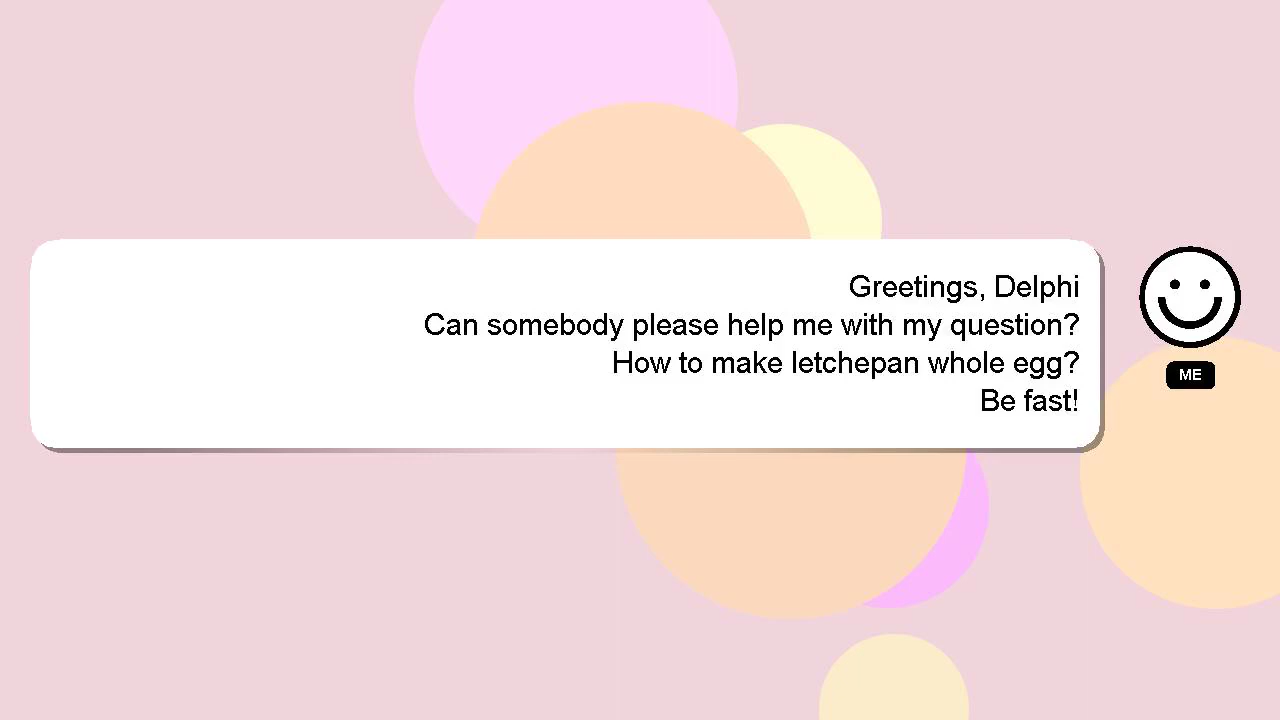 Greetings, Delphi
Can somebody please help me with my question?
How to make letchepan whole egg?
Be fast!
ME